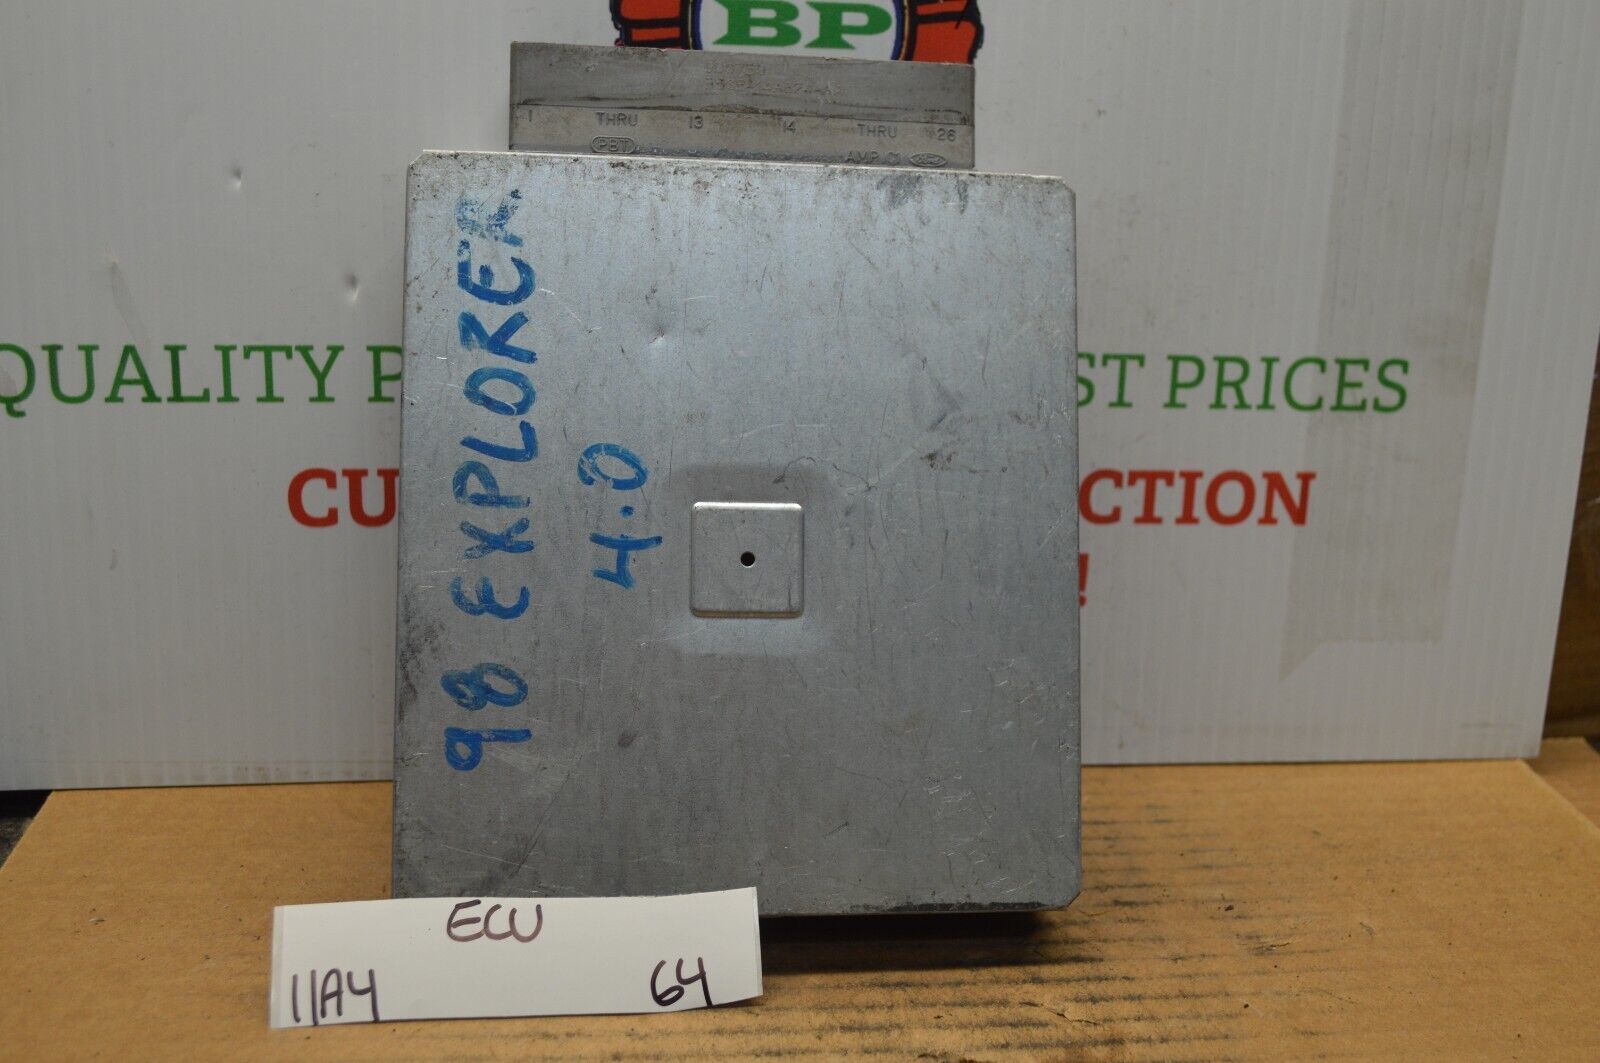 BP
1 THRU 13 14 THRU 26
PBT AMP Ford
QUALITY P ST PRICES
CU CTION
!
98 EXPLORER
4.0
ECU
11A4 64